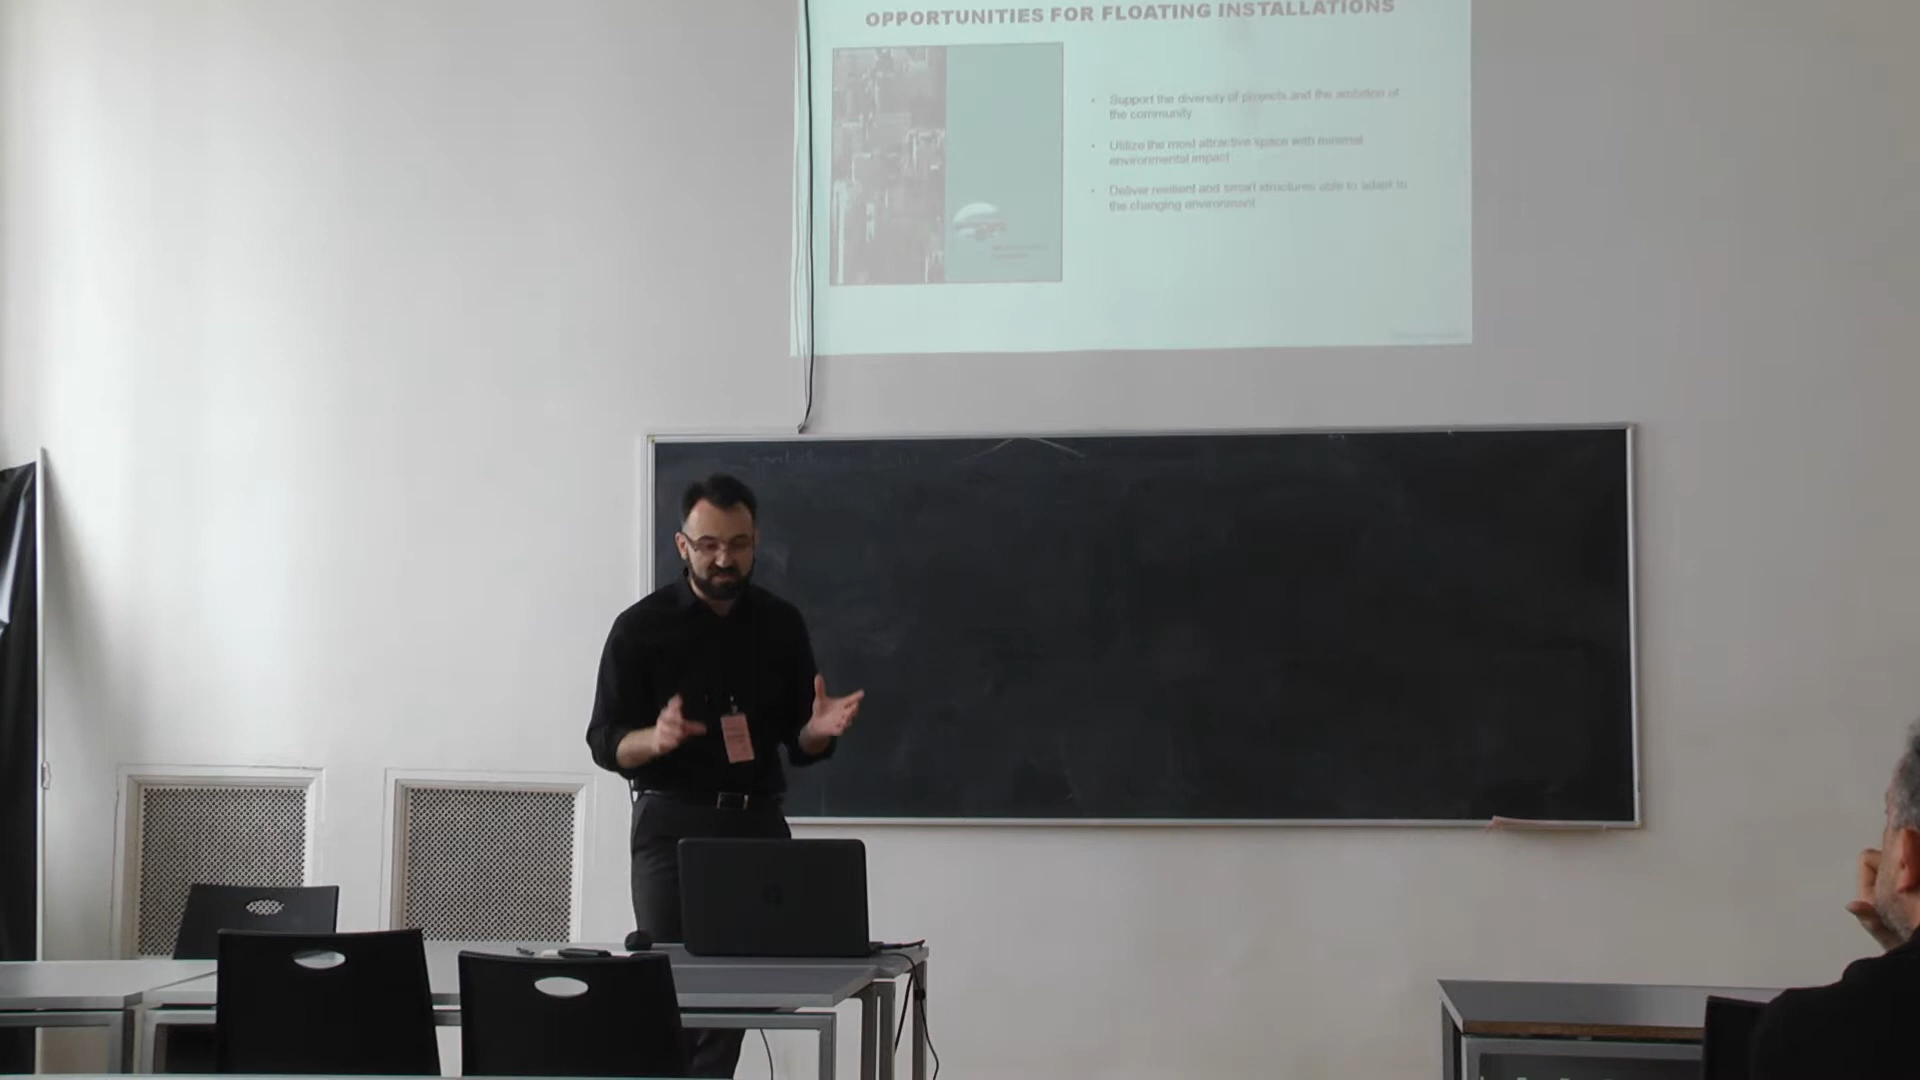 OPPORTUNITIES FOR FLOATING INSTALLATIONS
• Support the diversity of projects and the ambition of
the community
• Utilize the most attractive space with minimal
environmental impact
• Deliver resilient and smart structures able to adapt to
the changing environment